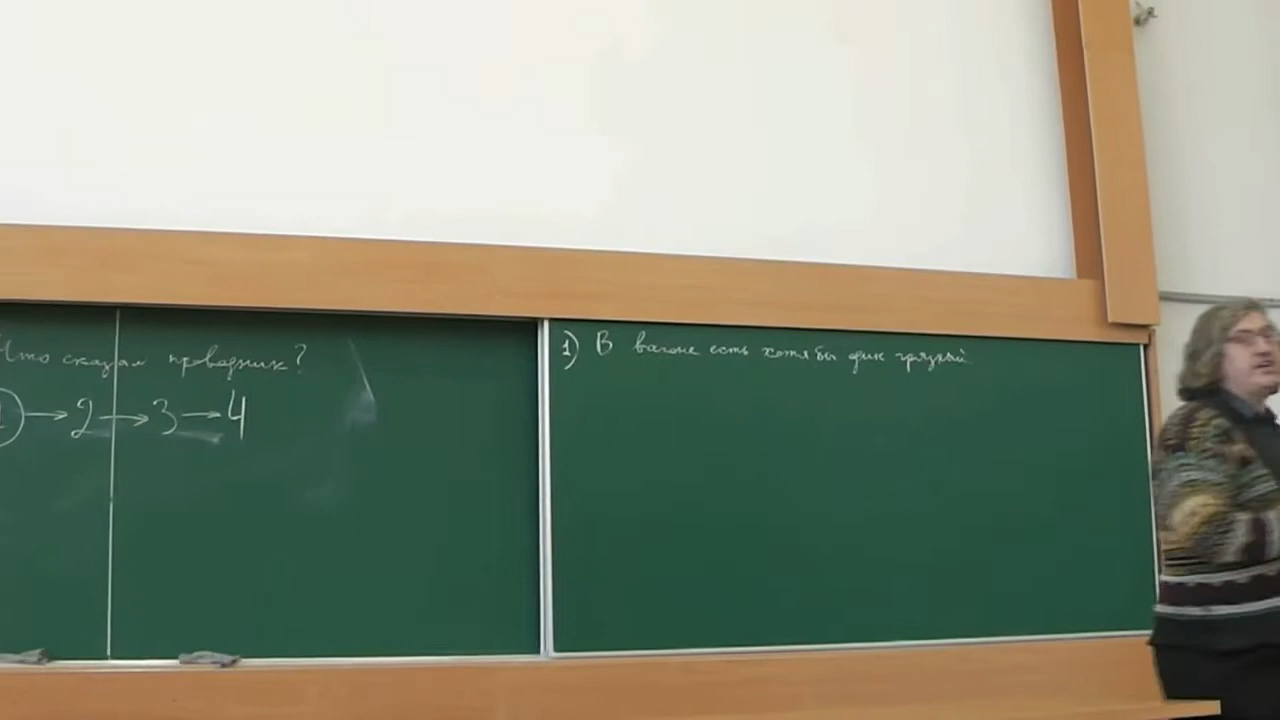 Что сказал проводник?
1 → 2 → 3 → 4
1) В вагоне есть хотя бы один грязный